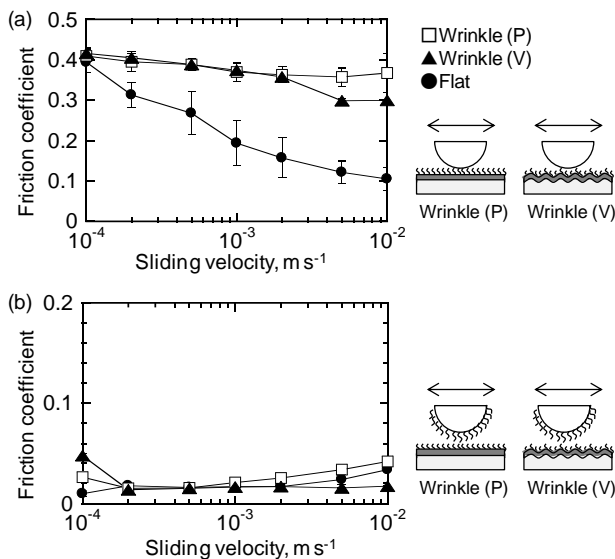 (a)
0.5
0.4
0.3
0.2
0.1
0
Friction coefficient
10⁻⁴
10⁻³
10⁻²
Sliding velocity, m s⁻¹
Wrinkle (P)
Wrinkle (V)
Flat
Wrinkle (P)
Wrinkle (V)
(b)
0.2
0.1
0
Friction coefficient
10⁻⁴
10⁻³
10⁻²
Sliding velocity, m s⁻¹
Wrinkle (P)
Wrinkle (V)